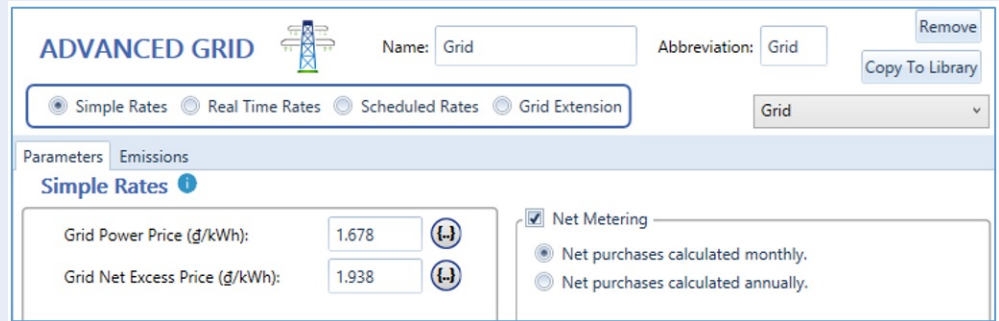 Remove
ADVANCED GRID
Name: Grid
Abbreviation: Grid
Copy To Library
Simple Rates Real Time Rates Scheduled Rates Grid Extension
Grid
Parameters Emissions
Simple Rates i
Grid Power Price (₫/kWh): 1.678 {..}
Grid Net Excess Price (₫/kWh): 1.938 {..}
Net Metering
Net purchases calculated monthly.
Net purchases calculated annually.